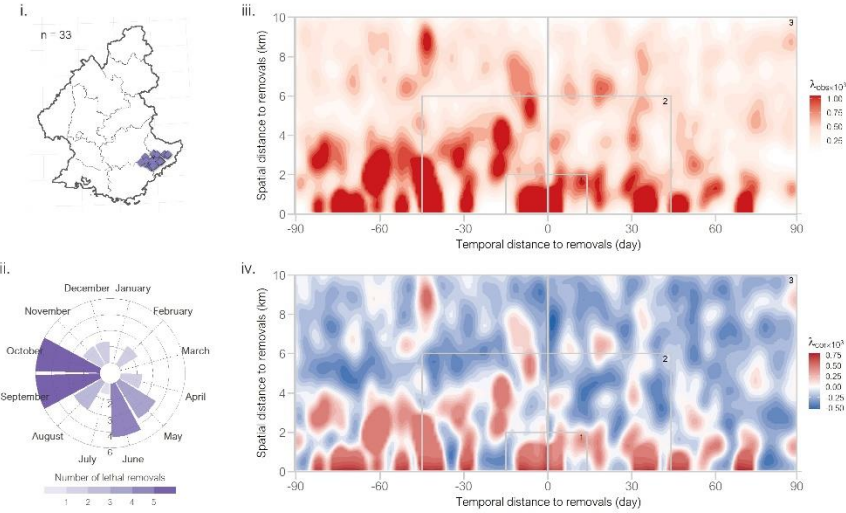 i.
n = 33
iii.
10
8
6
4
2
0
Spatial distance to removals (km)
3
2
-90
-60
-30
0
30
60
90
Temporal distance to removals (day)
λobs×10³
1.00
0.75
0.50
0.25
ii.
December
January
November
February
October
March
September
April
August
May
July
June
2
3
4
6
Number of lethal removals
1
2
3
4
5
iv.
10
8
6
4
2
0
Spatial distance to removals (km)
3
2
1
-90
-60
-30
0
30
60
90
Temporal distance to removals (day)
λcor×10³
0.75
0.50
0.25
0.00
-0.25
-0.50